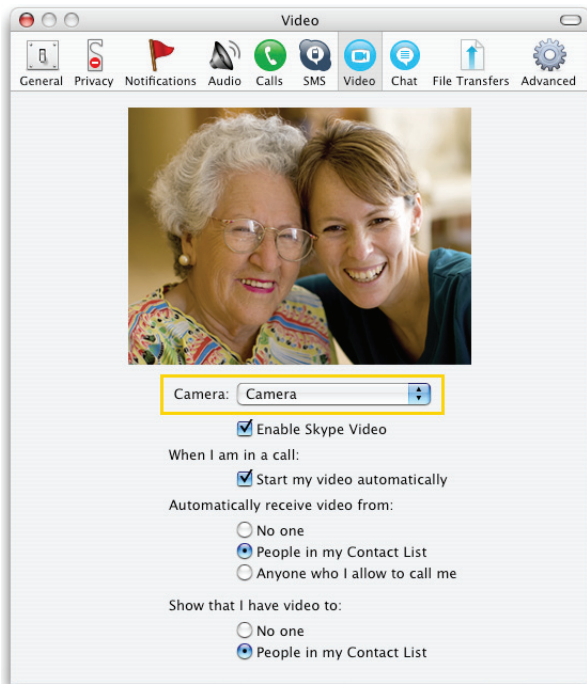 Video
General Privacy Notifications Audio Calls SMS Video Chat File Transfers Advanced
Camera: Camera
Enable Skype Video
When I am in a call:
Start my video automatically
Automatically receive video from:
No one
People in my Contact List
Anyone who I allow to call me
Show that I have video to:
No one
People in my Contact List